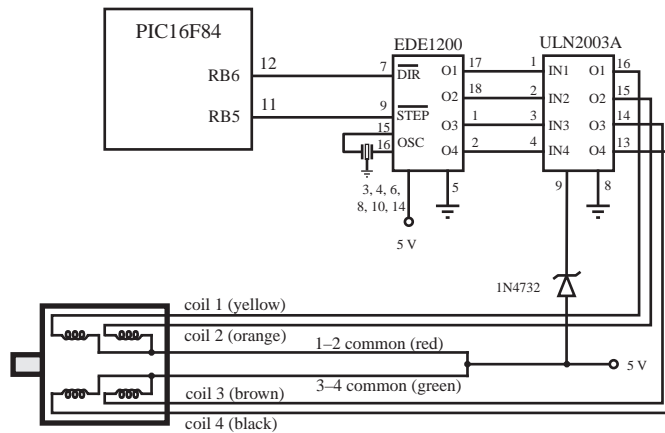 PIC16F84
RB6
12
RB5
11
EDE1200
7
DIR
9
STEP
15
OSC
16
O1
17
O2
18
O3
1
O4
2
3, 4, 6,
8, 10, 14
5
5 V
ULN2003A
1
IN1
2
IN2
3
IN3
4
IN4
O1
16
O2
15
O3
14
O4
13
9
8
1N4732
coil 1 (yellow)
coil 2 (orange)
1–2 common (red)
5 V
3–4 common (green)
coil 3 (brown)
coil 4 (black)